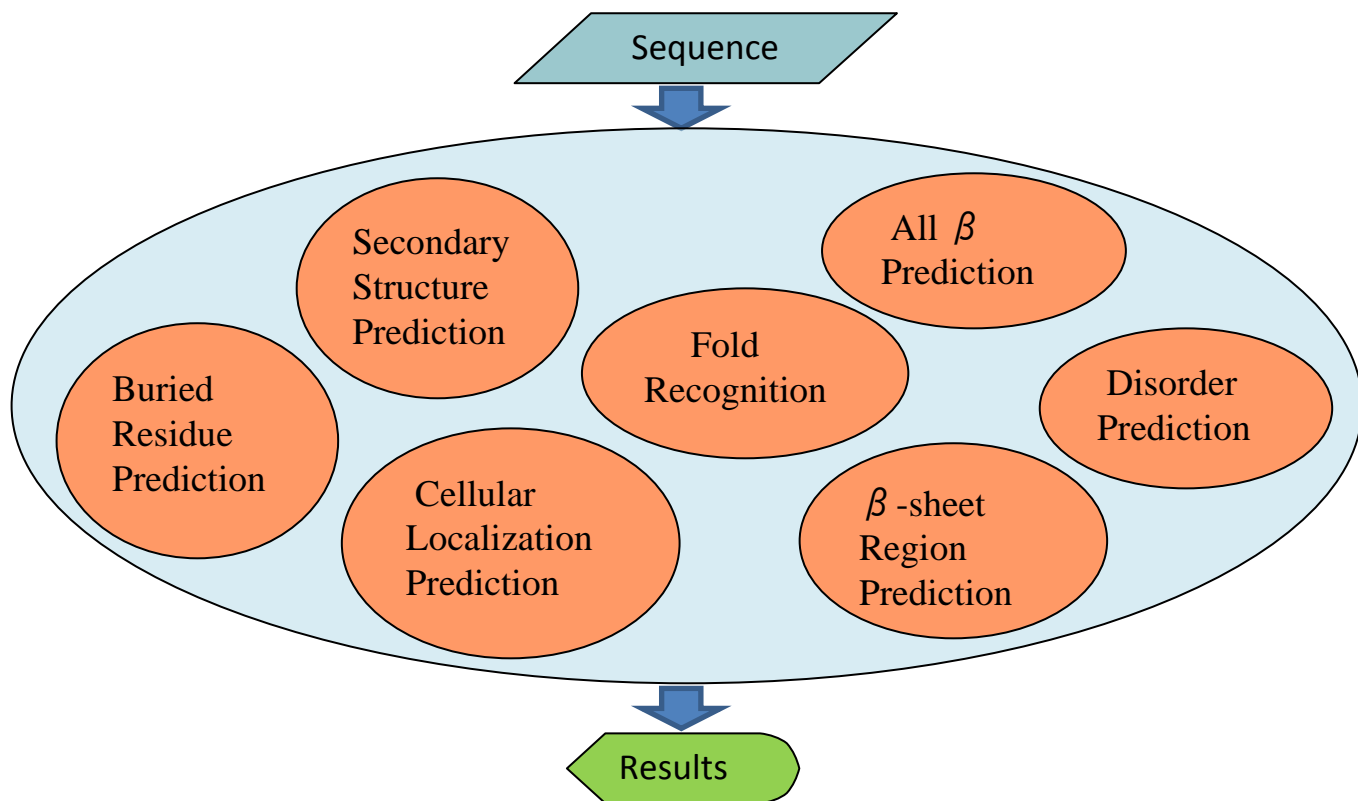 Sequence
Secondary
Structure
Prediction
All β
Prediction
Fold
Recognition
Buried
Residue
Prediction
Disorder
Prediction
Cellular
Localization
Prediction
β-sheet
Region
Prediction
Results